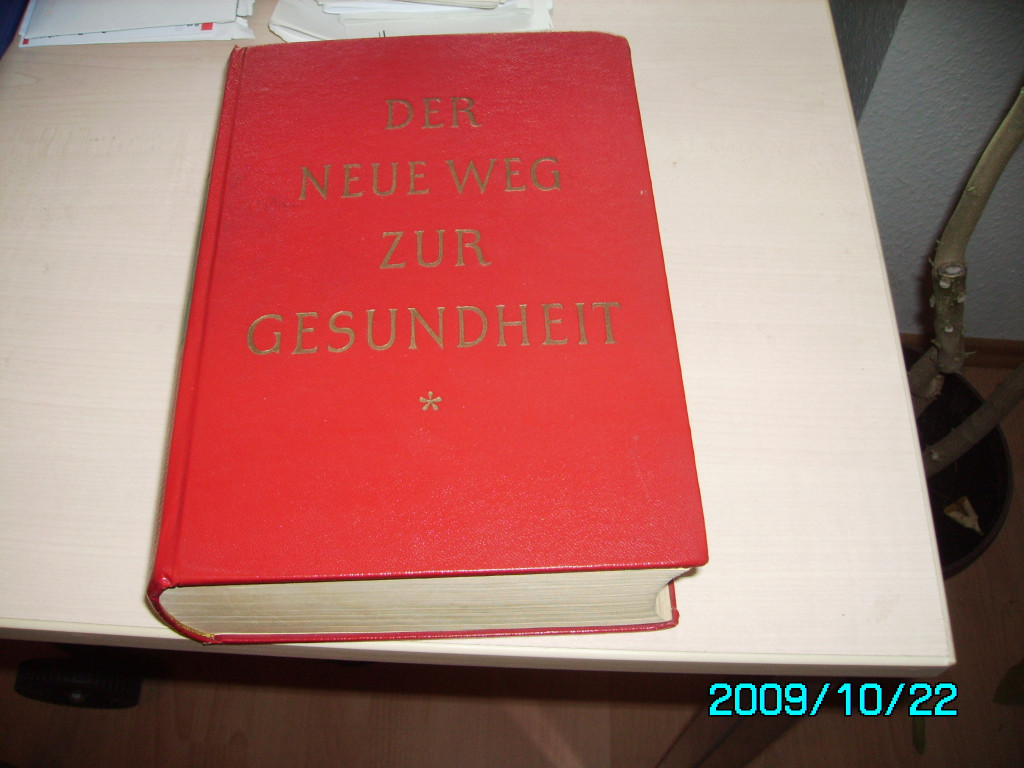 DER
NEUE WEG
ZUR
GESUNDHEIT
*
2009/10/22